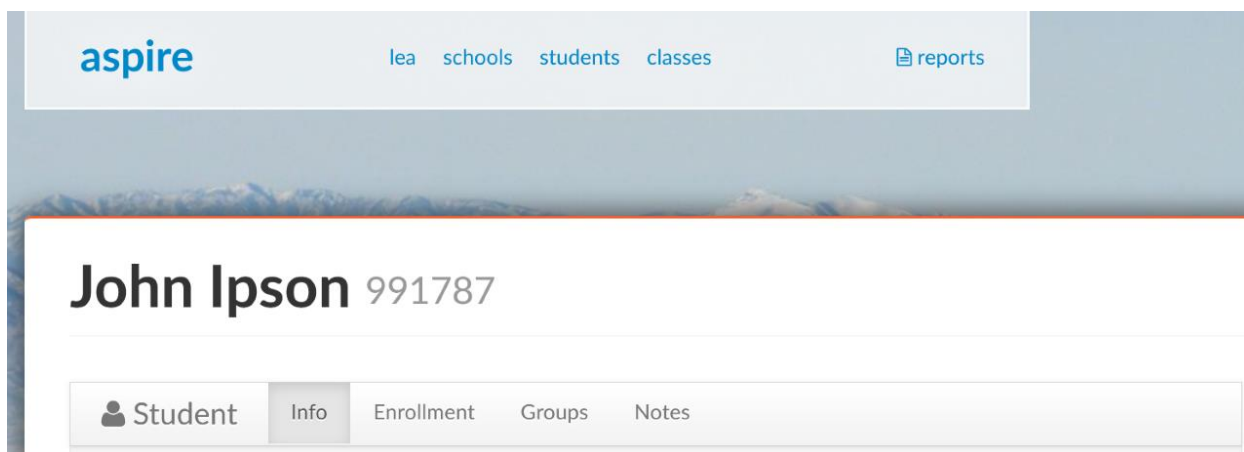 aspire lea schools students classes reports
John Ipson 991787
Student Info Enrollment Groups Notes